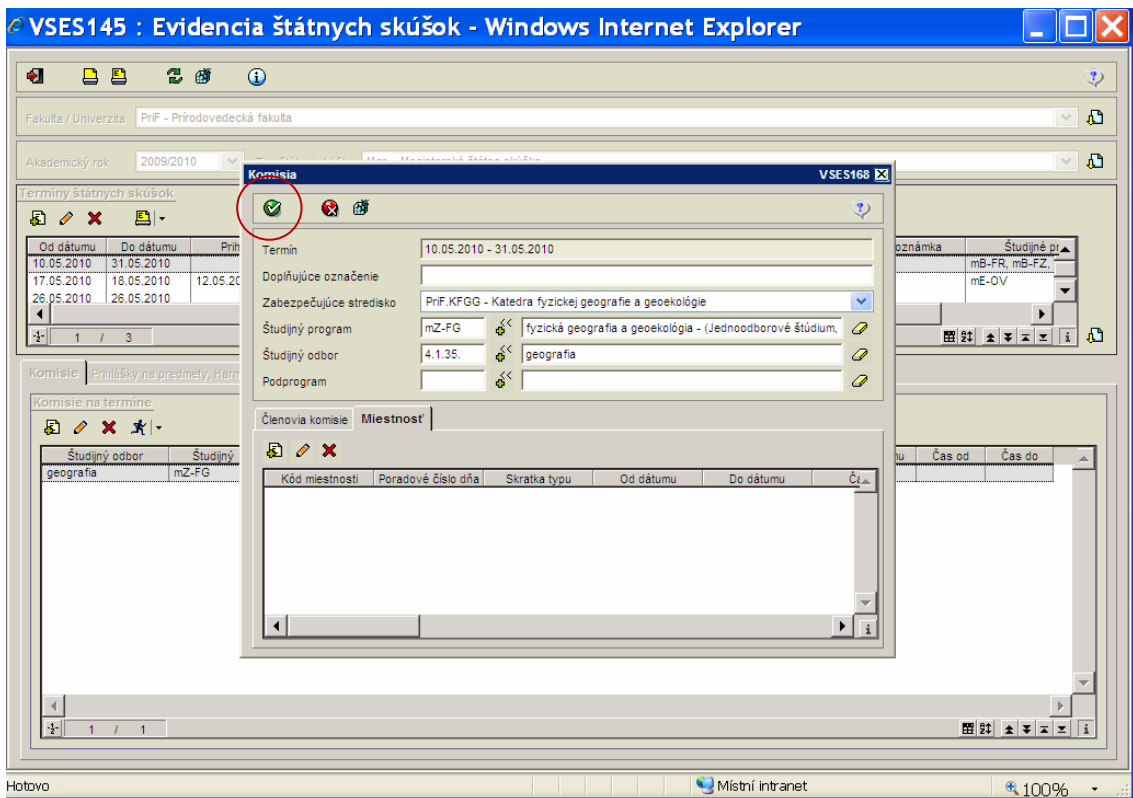 VSES145 : Evidencia štátnych skúšok - Windows Internet Explorer
Fakulta / Univerzita PriF - Prírodovedecká fakulta
Akademický rok 2009/2010
Termíny štátnych skúšok
Od dátumu Do dátumu Prih oznámka Študijné pr
10.05.2010 31.05.2010 mB-FR, mB-FZ,
17.05.2010 18.05.2010 12.05.20 mE-OV
26.05.2010 26.05.2010
1 / 3
Komisie Prihlášky na predmety, Harm
Komisie na termíne
Študijný odbor Študijný Čas od Čas do
geografia mZ-FG
1 / 1
Komisia VSES168
Termín 10.05.2010 - 31.05.2010
Doplňujúce označenie
Zabezpečujúce stredisko PriF.KFGG - Katedra fyzickej geografie a geoekológie
Študijný program mZ-FG fyzická geografia a geoekológia - (Jednoodborové štúdium,
Študijný odbor 4.1.35. geografia
Podprogram
Členovia komisie Miestnosť
Kód miestnosti Poradové číslo dňa Skratka typu Od dátumu Do dátumu
Hotovo Místní intranet 100%